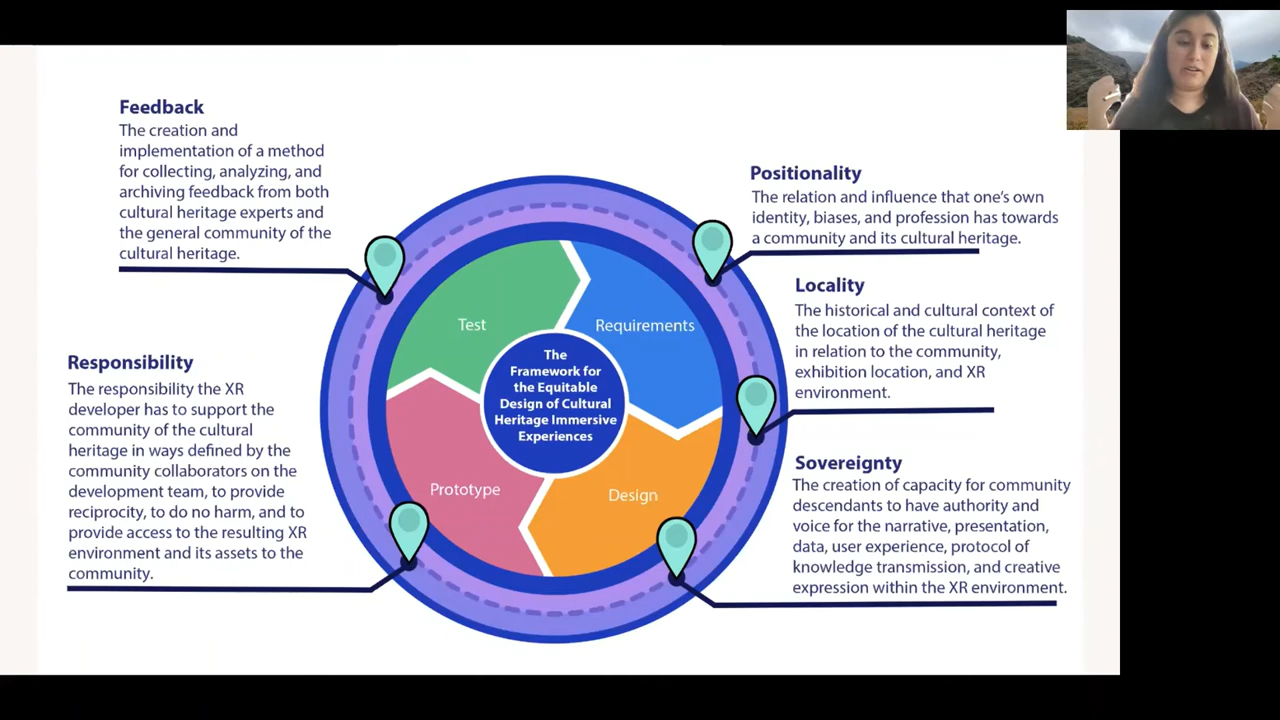 Feedback
The creation and
implementation of a method
for collecting, analyzing, and
archiving feedback from both
cultural heritage experts and
the general community of the
cultural heritage.
Positionality
The relation and influence that one's own
identity, biases, and profession has towards
a community and its cultural heritage.
Locality
The historical and cultural context of
the location of the cultural heritage
in relation to the community,
exhibition location, and XR
environment.
Responsibility
The responsibility the XR
developer has to support the
community of the cultural
heritage in ways defined by the
community collaborators on the
development team, to provide
reciprocity, to do no harm, and to
provide access to the resulting XR
environment and its assets to the
community.
Sovereignty
The creation of capacity for community
descendants to have authority and
voice for the narrative, presentation,
data, user experience, protocol of
knowledge transmission, and creative
expression within the XR environment.
Test
Requirements
The
Framework for
the Equitable
Design of Cultural
Heritage Immersive
Experiences
Prototype
Design